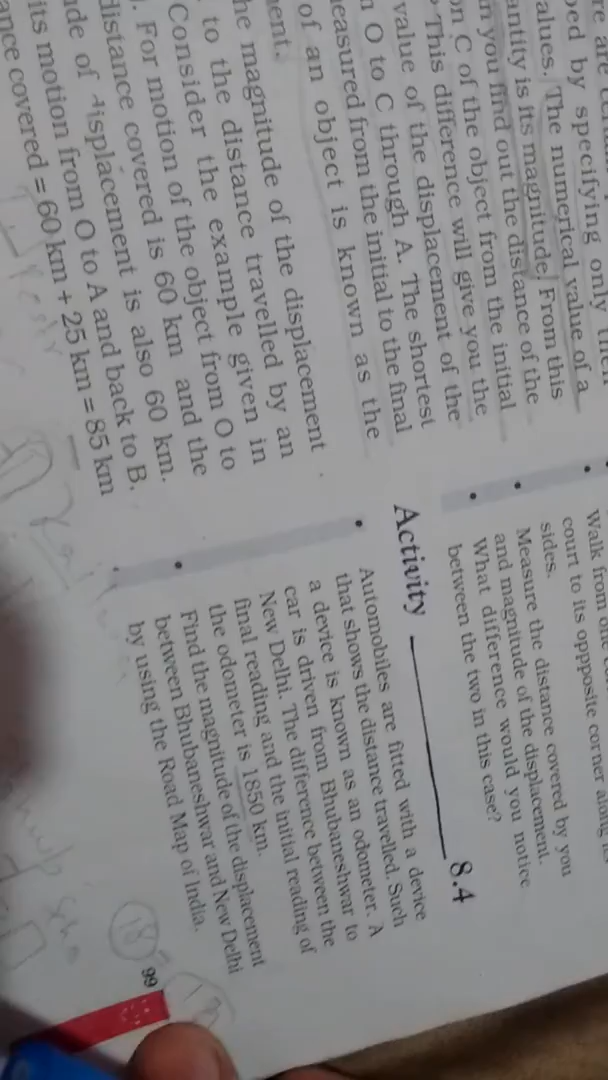 re are
bed by specifying only their
alues. The numerical value of a
antity is its magnitude. From this
n you find out the distance of the
on C of the object from the initial
This difference will give you the
value of the displacement of the
n O to C through A. The shortest
easured from the initial to the final
of an object is known as the
ent.
he magnitude of the displacement
to the distance travelled by an
Consider the example given in
. For motion of the object from O to
distance covered is 60 km and the
de of displacement is also 60 km.
its motion from O to A and back to B,
ance covered = 60 km + 25 km = 85 km
• Walk from one
court to its oppposite corner along its
sides.
• Measure the distance covered by you
and magnitude of the displacement.
• What difference would you notice
between the two in this case?
Activity 8.4
• Automobiles are fitted with a device
that shows the distance travelled. Such
a device is known as an odometer. A
car is driven from Bhubaneshwar to
New Delhi. The difference between the
final reading and the initial reading of
the odometer is 1850 km.
• Find the magnitude of the displacement
between Bhubaneshwar and New Delhi
by using the Road Map of India.
99